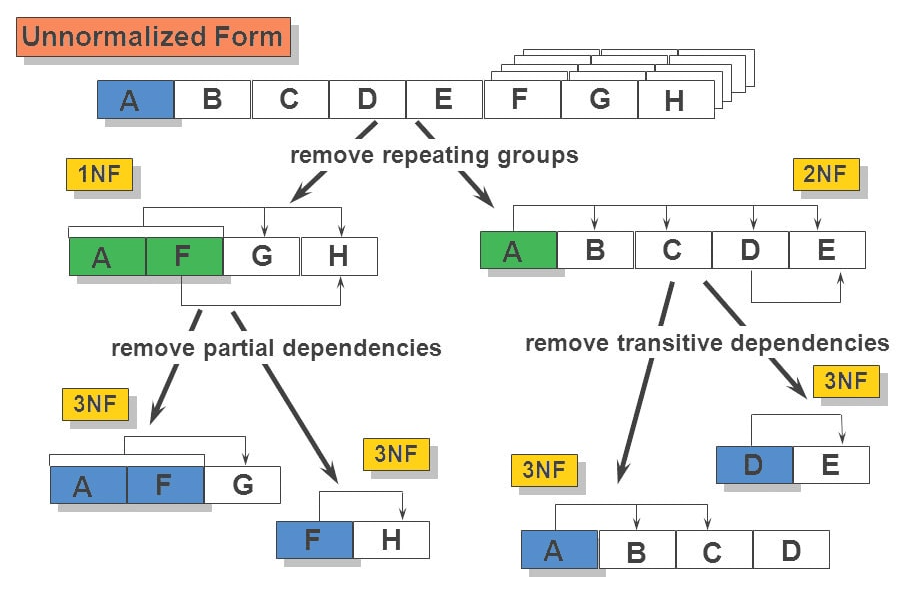 Unnormalized Form
A B C D E F G H
remove repeating groups
1NF
2NF
A F G H
A B C D E
remove partial dependencies
remove transitive dependencies
3NF
3NF
A F G
D E
3NF
3NF
F H
A B C D